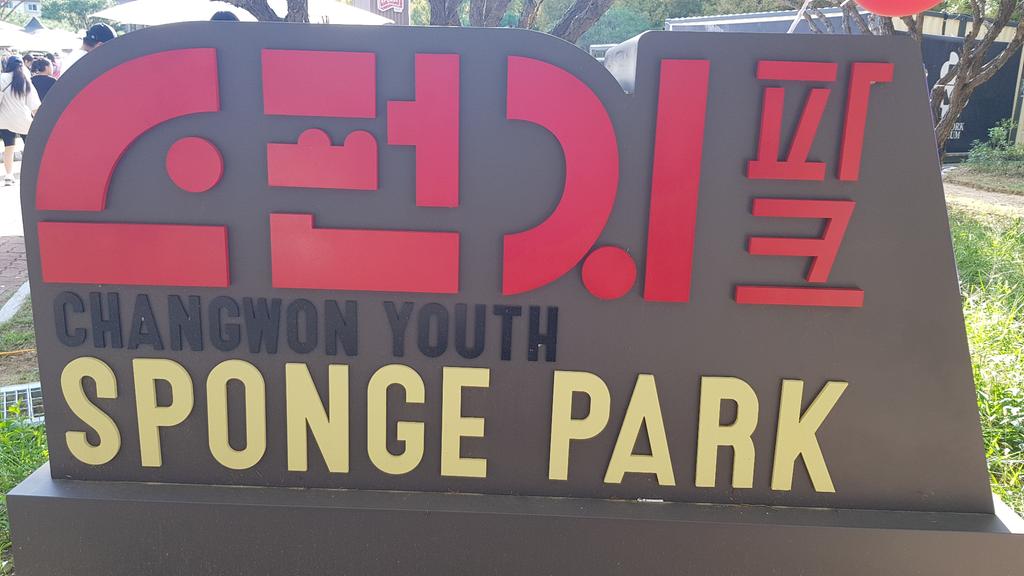 스펀지 파크
CHANGWON YOUTH
SPONGE PARK